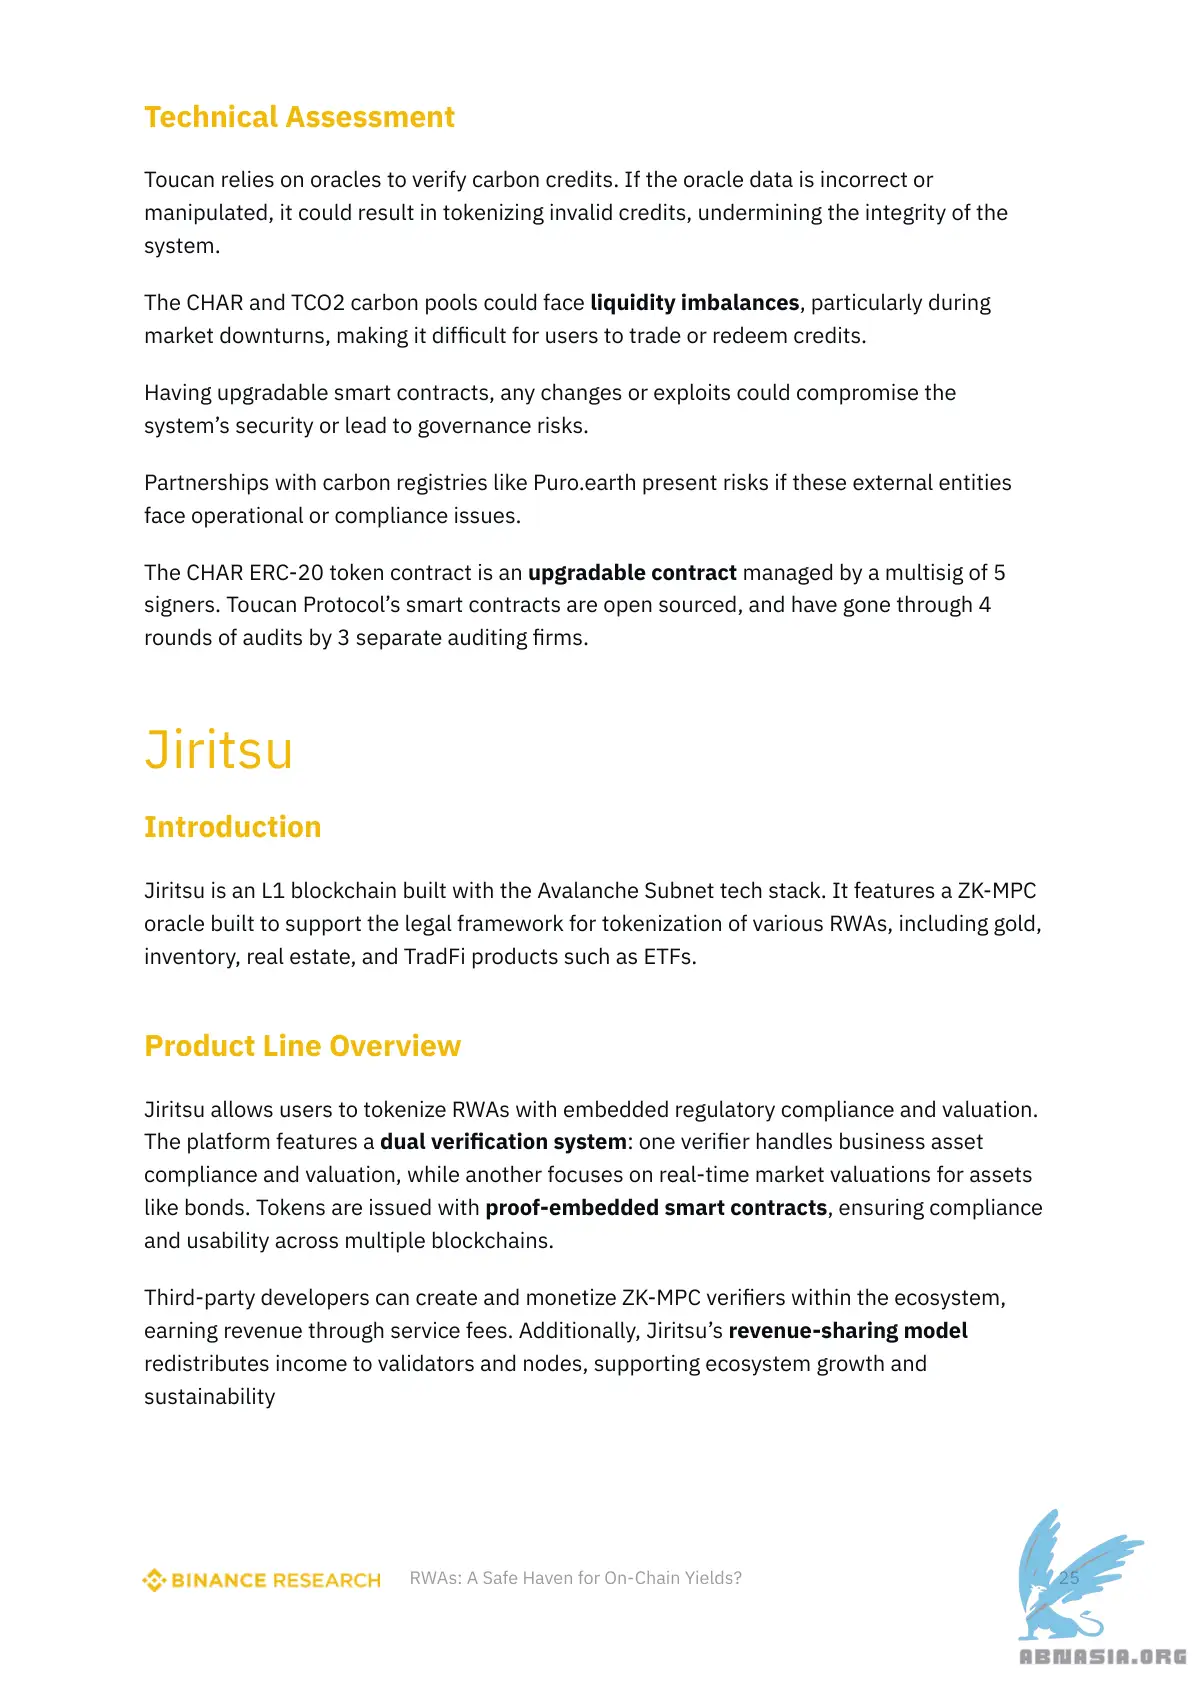 Technical Assessment
Toucan relies on oracles to verify carbon credits. If the oracle data is incorrect or
manipulated, it could result in tokenizing invalid credits, undermining the integrity of the
system.
The CHAR and TCO2 carbon pools could face liquidity imbalances, particularly during
market downturns, making it difficult for users to trade or redeem credits.
Having upgradable smart contracts, any changes or exploits could compromise the
system’s security or lead to governance risks.
Partnerships with carbon registries like Puro.earth present risks if these external entities
face operational or compliance issues.
The CHAR ERC-20 token contract is an upgradable contract managed by a multisig of 5
signers. Toucan Protocol’s smart contracts are open sourced, and have gone through 4
rounds of audits by 3 separate auditing firms.
Jiritsu
Introduction
Jiritsu is an L1 blockchain built with the Avalanche Subnet tech stack. It features a ZK-MPC
oracle built to support the legal framework for tokenization of various RWAs, including gold,
inventory, real estate, and TradFi products such as ETFs.
Product Line Overview
Jiritsu allows users to tokenize RWAs with embedded regulatory compliance and valuation.
The platform features a dual verification system: one verifier handles business asset
compliance and valuation, while another focuses on real-time market valuations for assets
like bonds. Tokens are issued with proof-embedded smart contracts, ensuring compliance
and usability across multiple blockchains.
Third-party developers can create and monetize ZK-MPC verifiers within the ecosystem,
earning revenue through service fees. Additionally, Jiritsu’s revenue-sharing model
redistributes income to validators and nodes, supporting ecosystem growth and
sustainability
BINANCE RESEARCH RWAs: A Safe Haven for On-Chain Yields? 25
ABNASIA.ORG